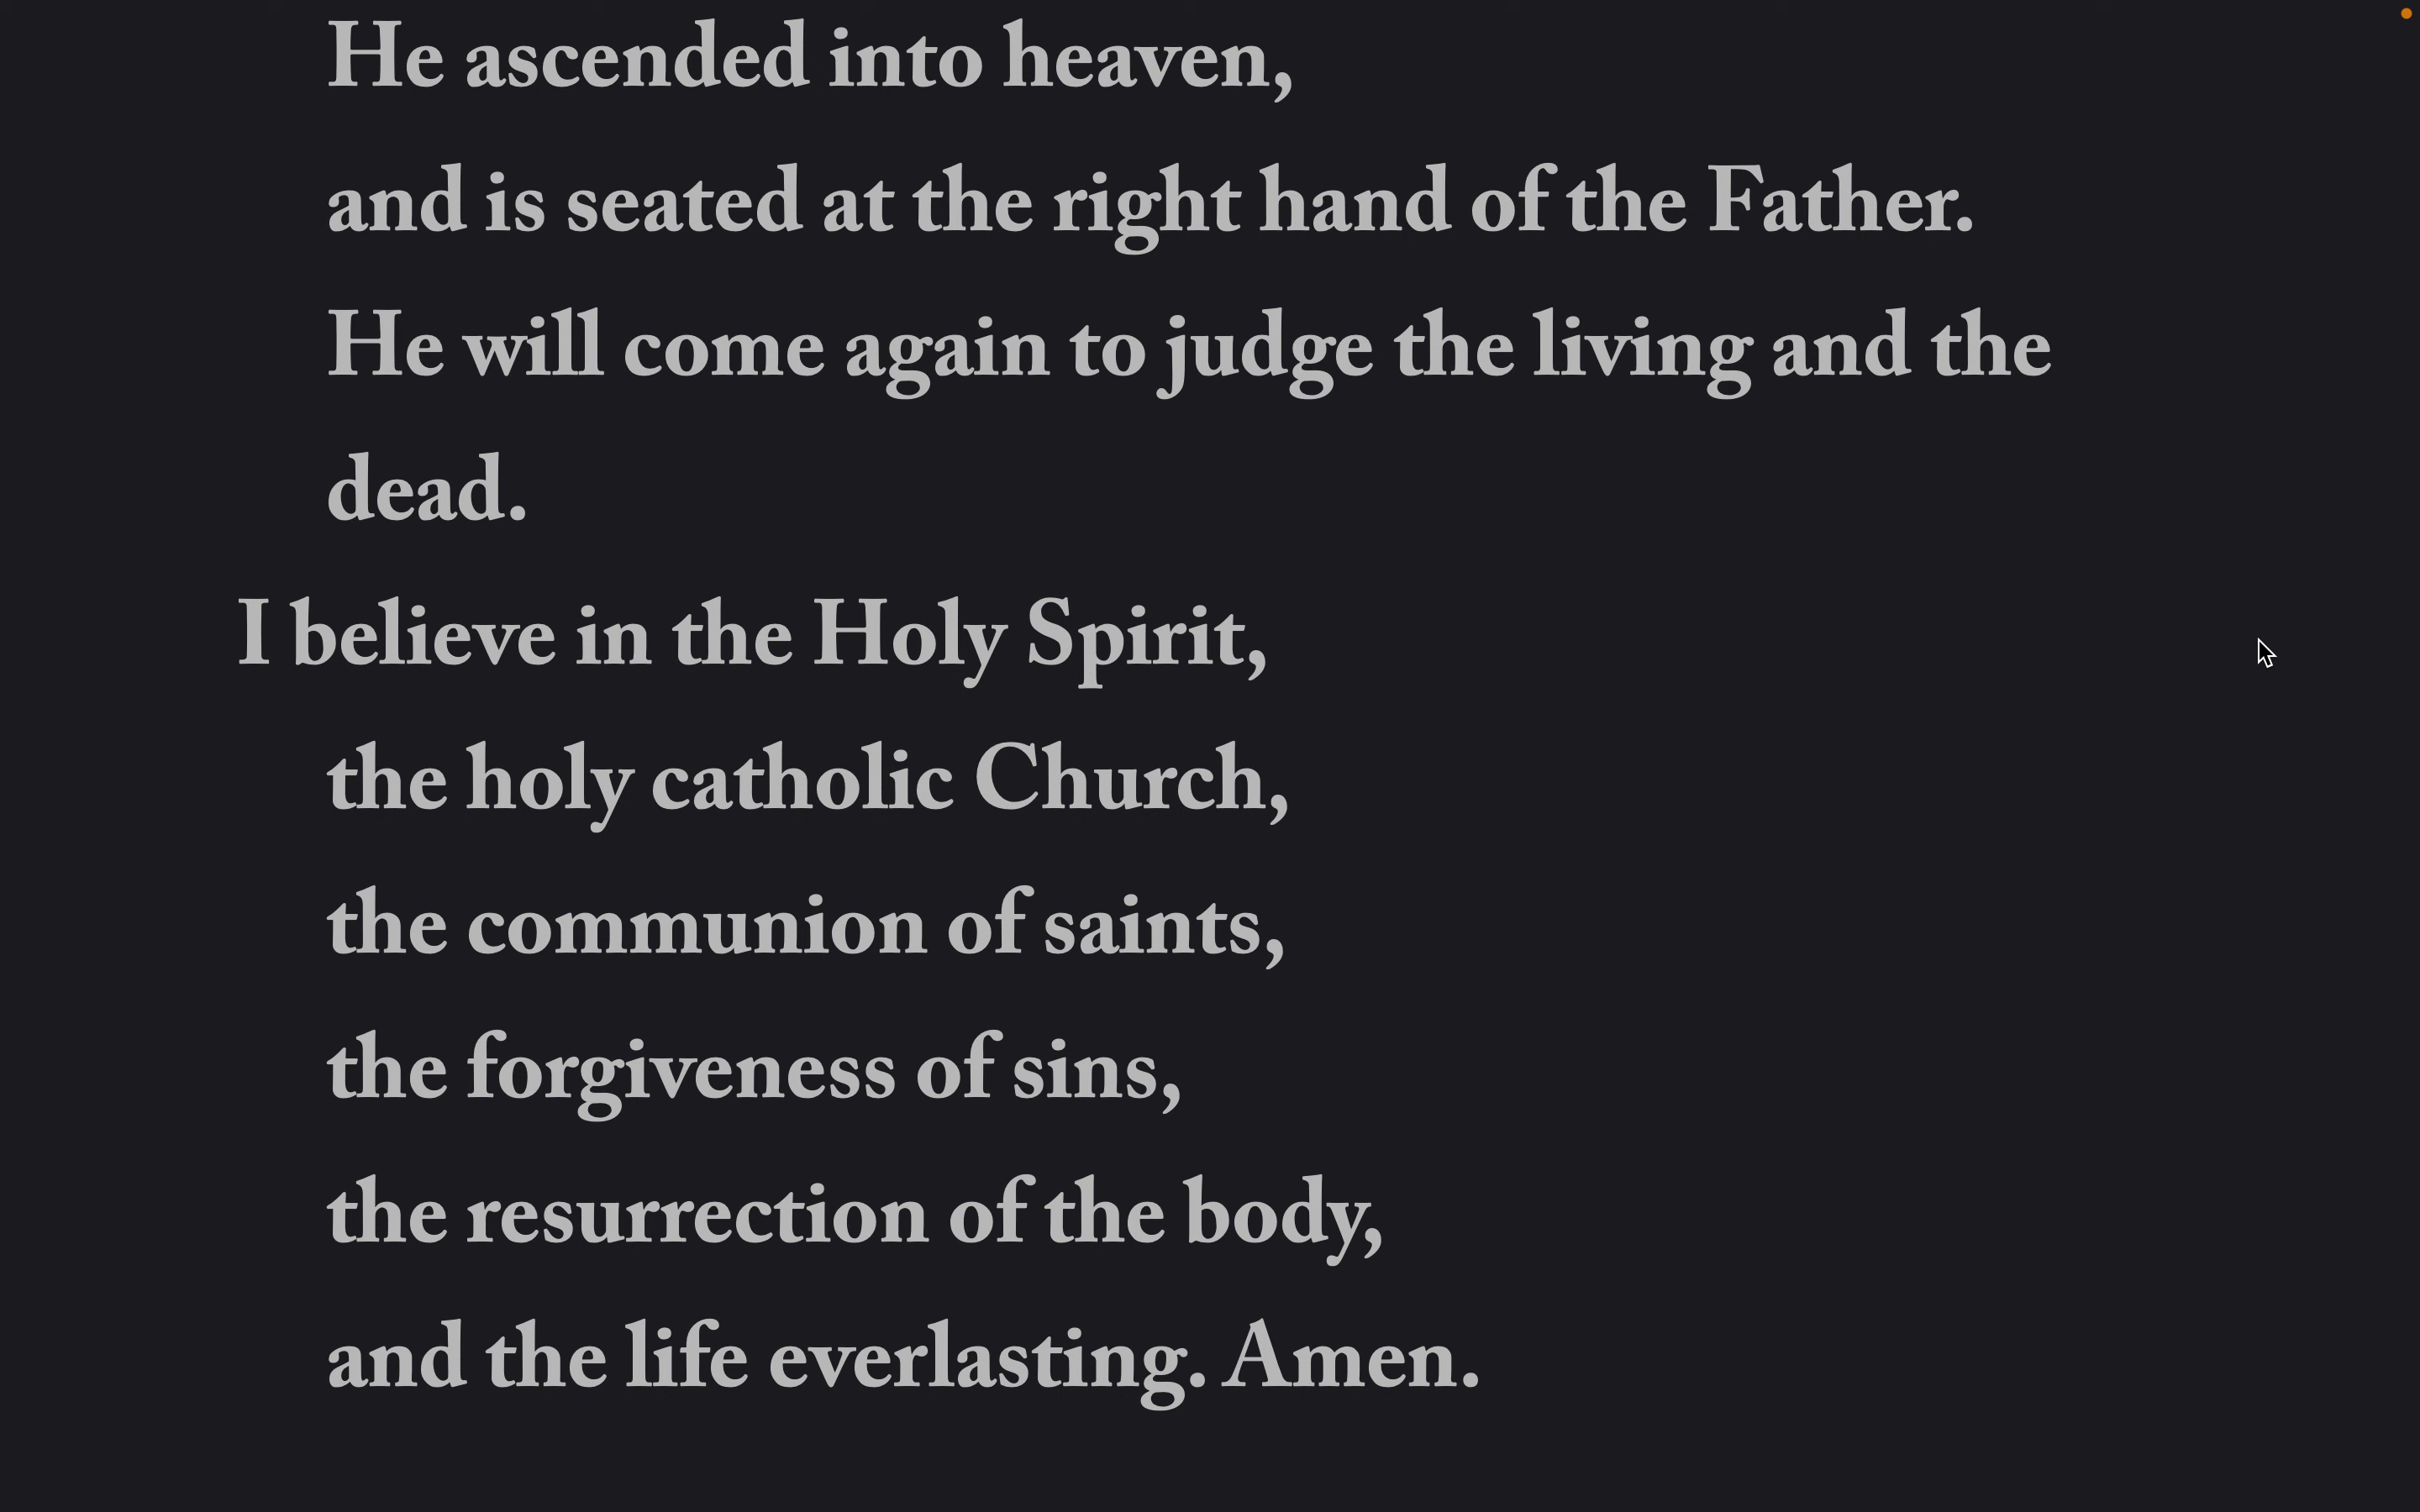 He ascended into heaven,
and is seated at the right hand of the Father.
He will come again to judge the living and the
dead.
I believe in the Holy Spirit,
the holy catholic Church,
the communion of saints,
the forgiveness of sins,
the resurrection of the body,
and the life everlasting. Amen.